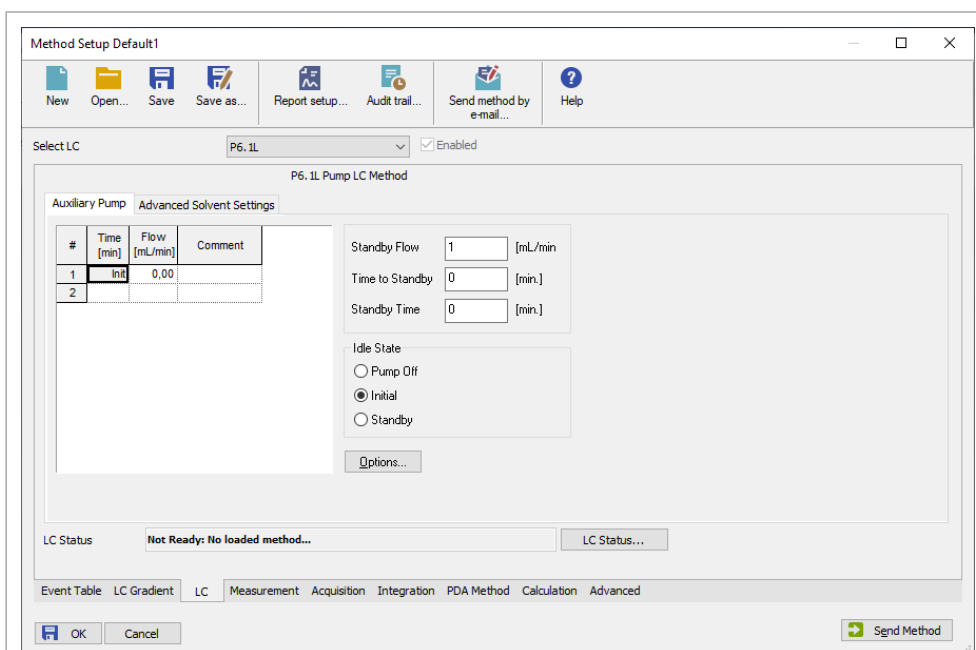 Method Setup Default1
New Open... Save Save as... Report setup... Audit trail... Send method by e-mail... Help
Select LC P6.1L Enabled
P6.1L Pump LC Method
Auxiliary Pump Advanced Solvent Settings
# Time [min] Flow [mL/min] Comment
1 Init 0,00
2
Standby Flow 1 [mL/min
Time to Standby 0 [min.]
Standby Time 0 [min.]
Idle State
Pump Off
Initial
Standby
Options...
LC Status Not Ready: No loaded method... LC Status...
Event Table LC Gradient LC Measurement Acquisition Integration PDA Method Calculation Advanced
OK Cancel Send Method